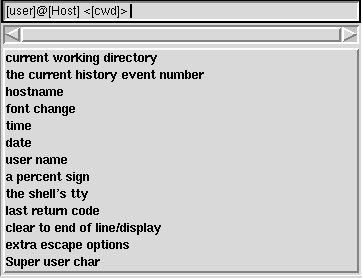 [user]@[Host] <[cwd]>
current working directory
the current history event number
hostname
font change
time
date
user name
a percent sign
the shell's tty
last return code
clear to end of line/display
extra escape options
Super user char